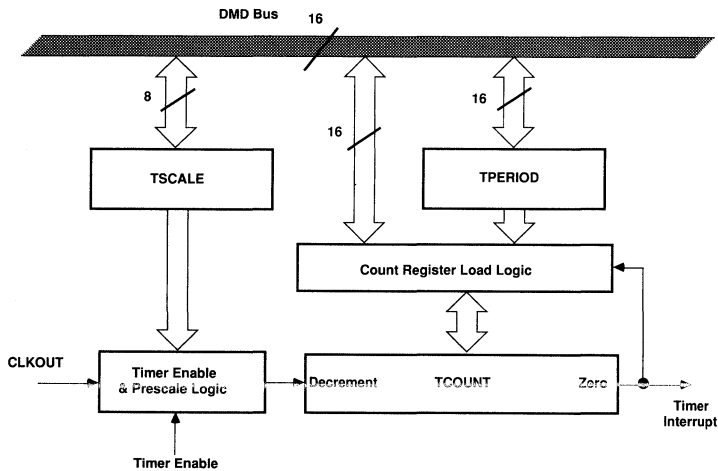 DMD Bus
16
8
16
16
TSCALE
TPERIOD
Count Register Load Logic
CLKOUT
Timer Enable
& Prescale Logic
Decrement
TCOUNT
Zero
Timer
Interrupt
Timer Enable